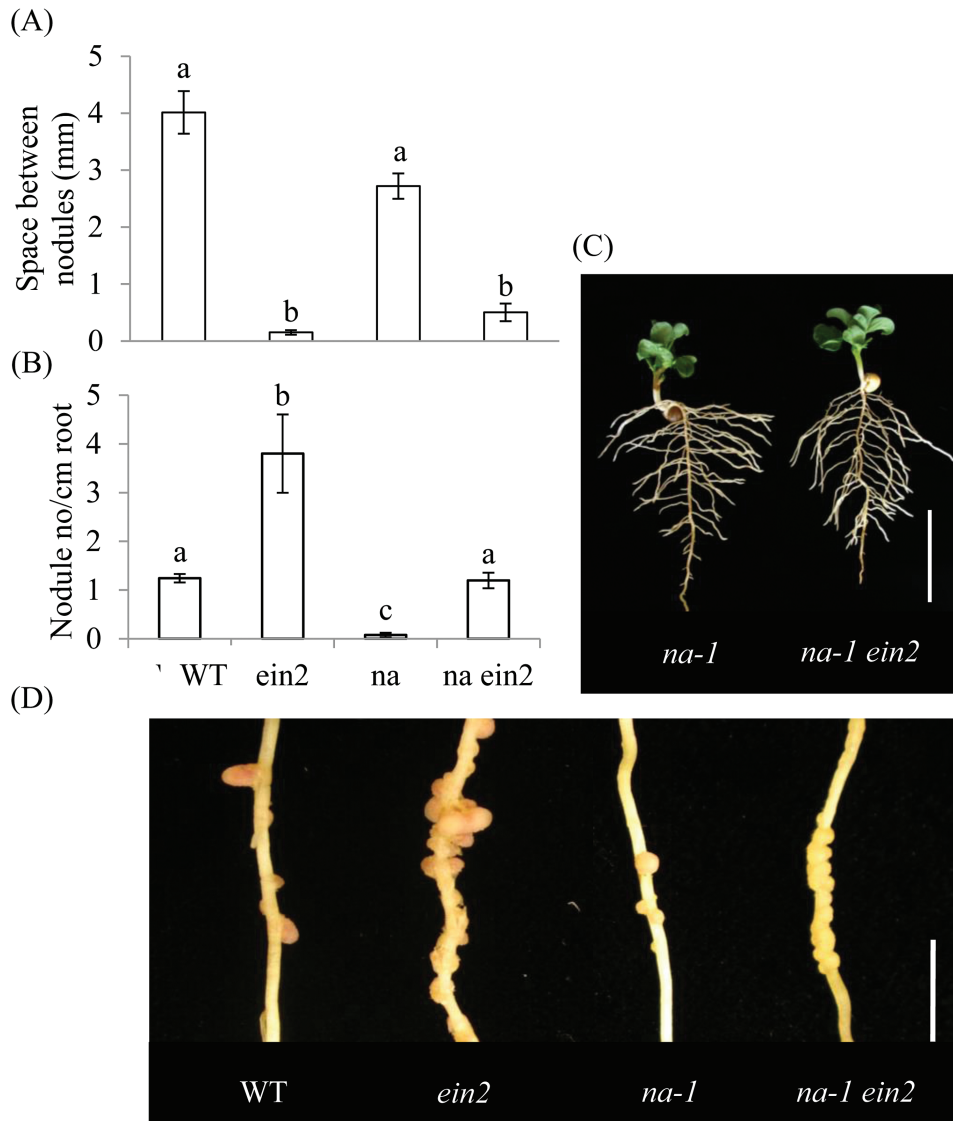 (A)
Space between nodules (mm)
5
4
3
2
1
0
a
b
a
b
(B)
Nodule no/cm root
5
4
3
2
1
0
a
b
c
a
WT ein2 na na ein2
(C)
na-1 na-1 ein2
(D)
WT ein2 na-1 na-1 ein2